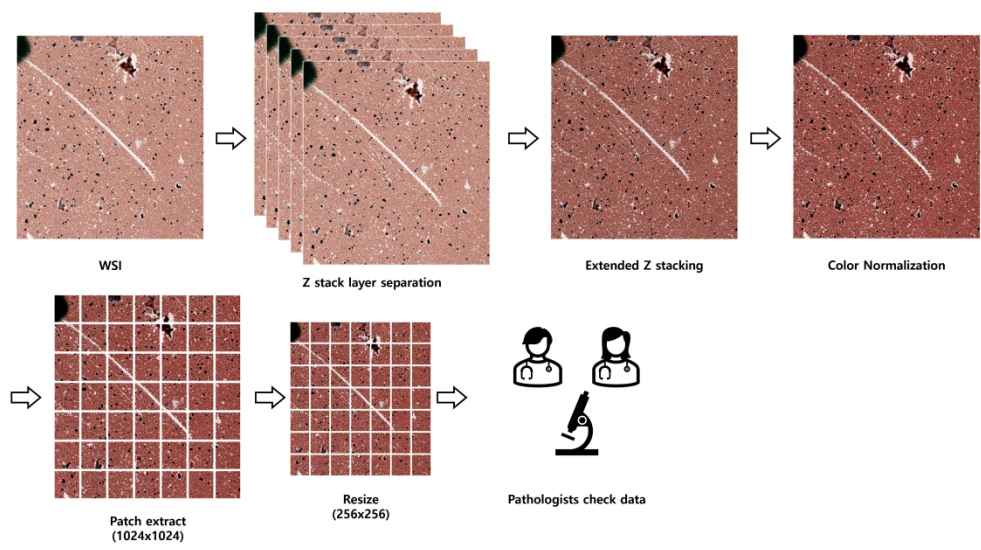 WSI
Z stack layer separation
Extended Z stacking
Color Normalization
Patch extract
(1024x1024)
Resize
(256x256)
Pathologists check data